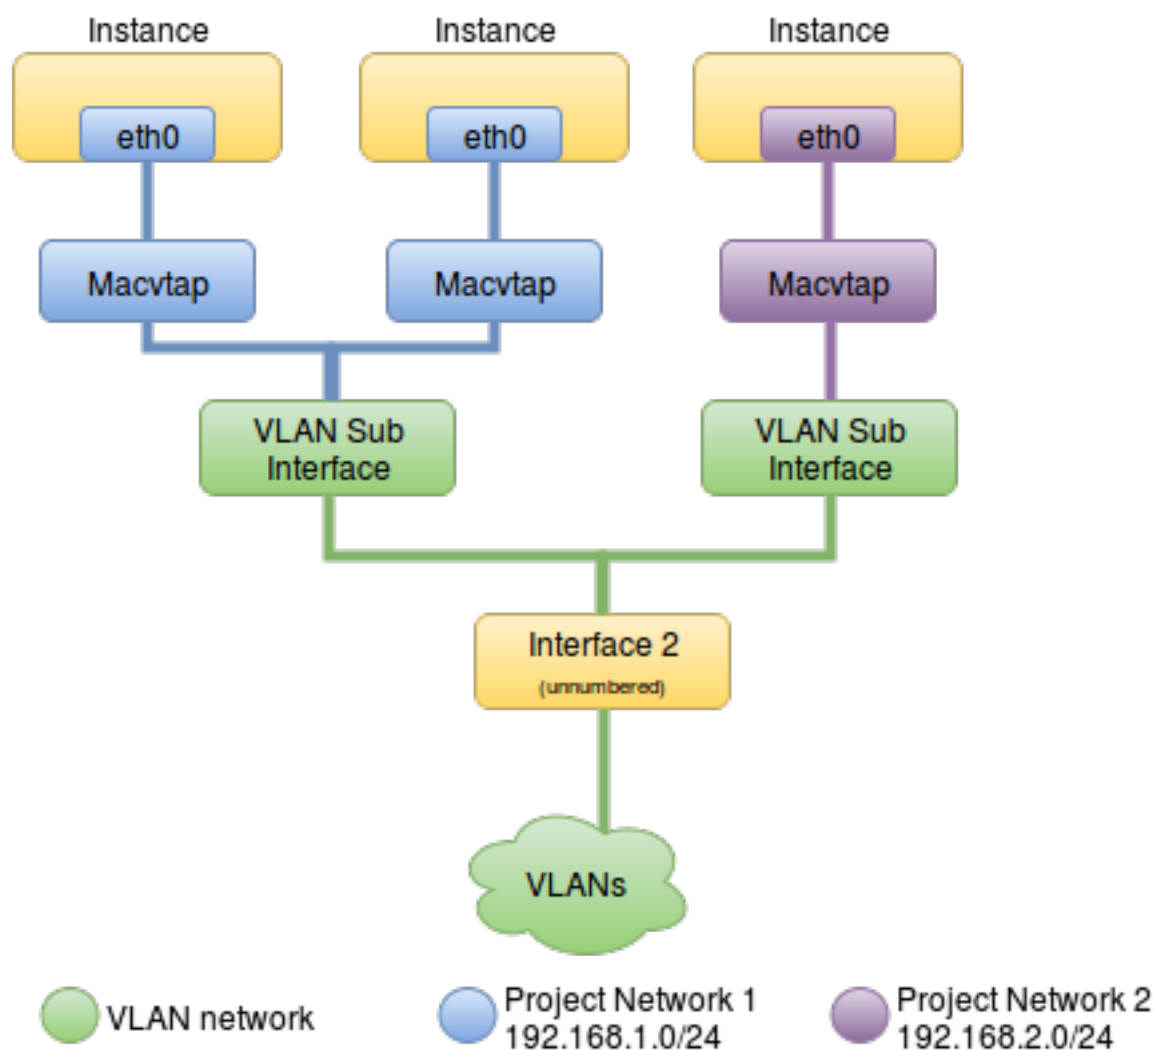 Instance
Instance
Instance
eth0
eth0
eth0
Macvtap
Macvtap
Macvtap
VLAN Sub
Interface
VLAN Sub
Interface
Interface 2
(unnumbered)
VLANs
VLAN network
Project Network 1
192.168.1.0/24
Project Network 2
192.168.2.0/24